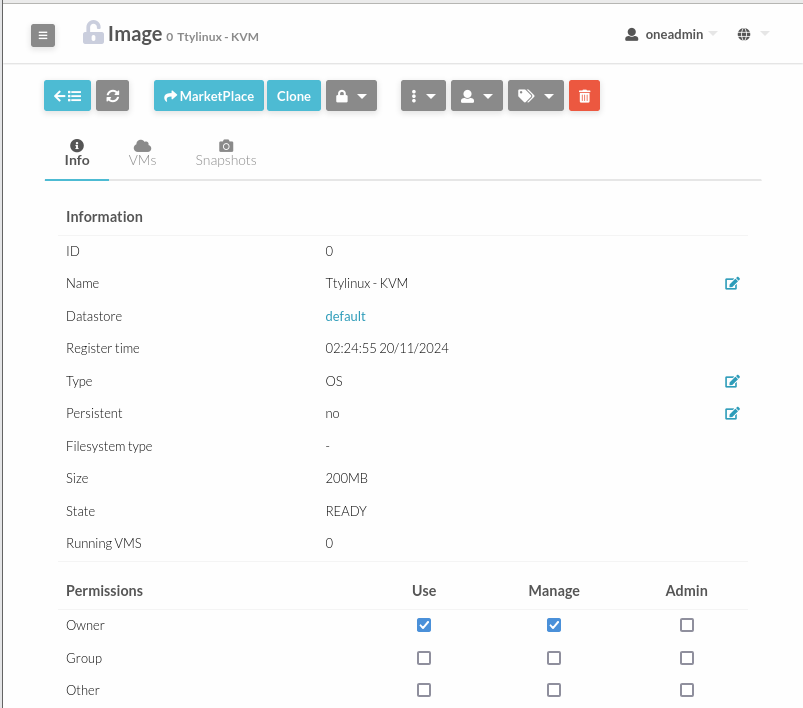 Image 0 Ttylinux - KVM
oneadmin
MarketPlace Clone
Info VMs Snapshots
Information
ID 0
Name Ttylinux - KVM
Datastore default
Register time 02:24:55 20/11/2024
Type OS
Persistent no
Filesystem type -
Size 200MB
State READY
Running VMS 0
Permissions Use Manage Admin
Owner
Group
Other